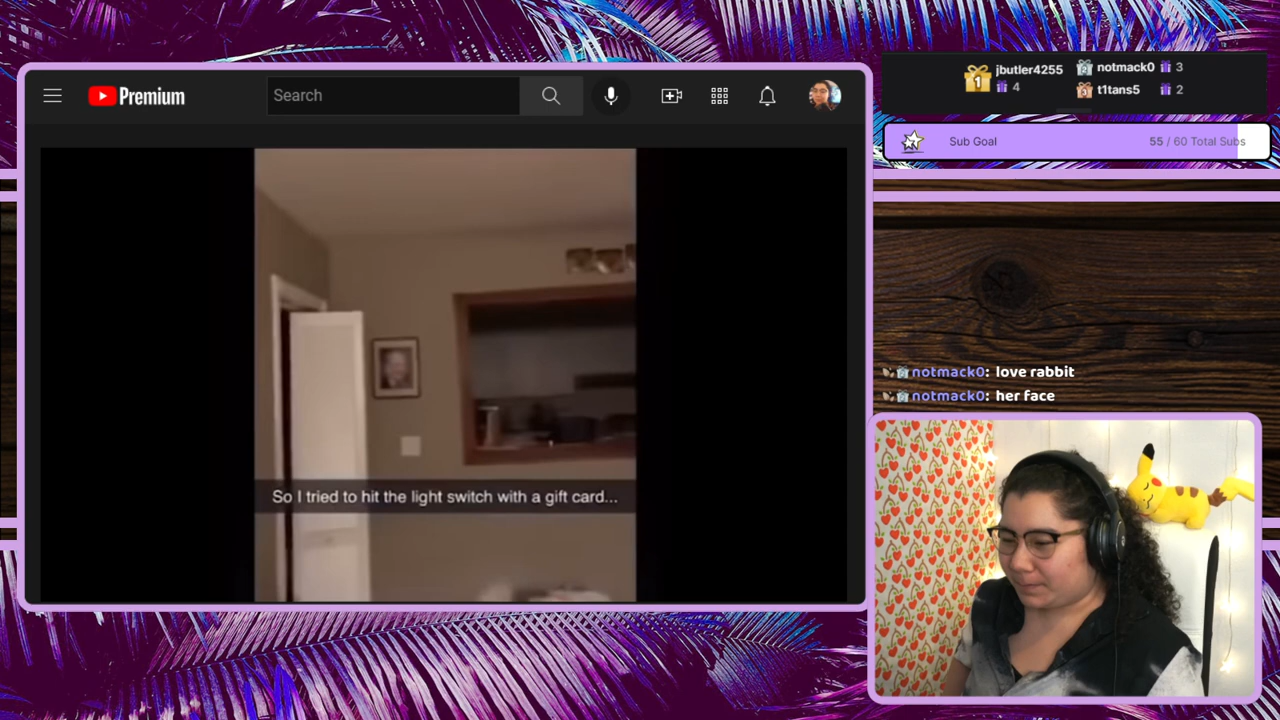 Premium
Search
jbutler4255
4
notmack0 3
t1tans5 2
Sub Goal
55 / 60 Total Subs
So I tried to hit the light switch with a gift card...
notmack0: love rabbit
notmack0: her face